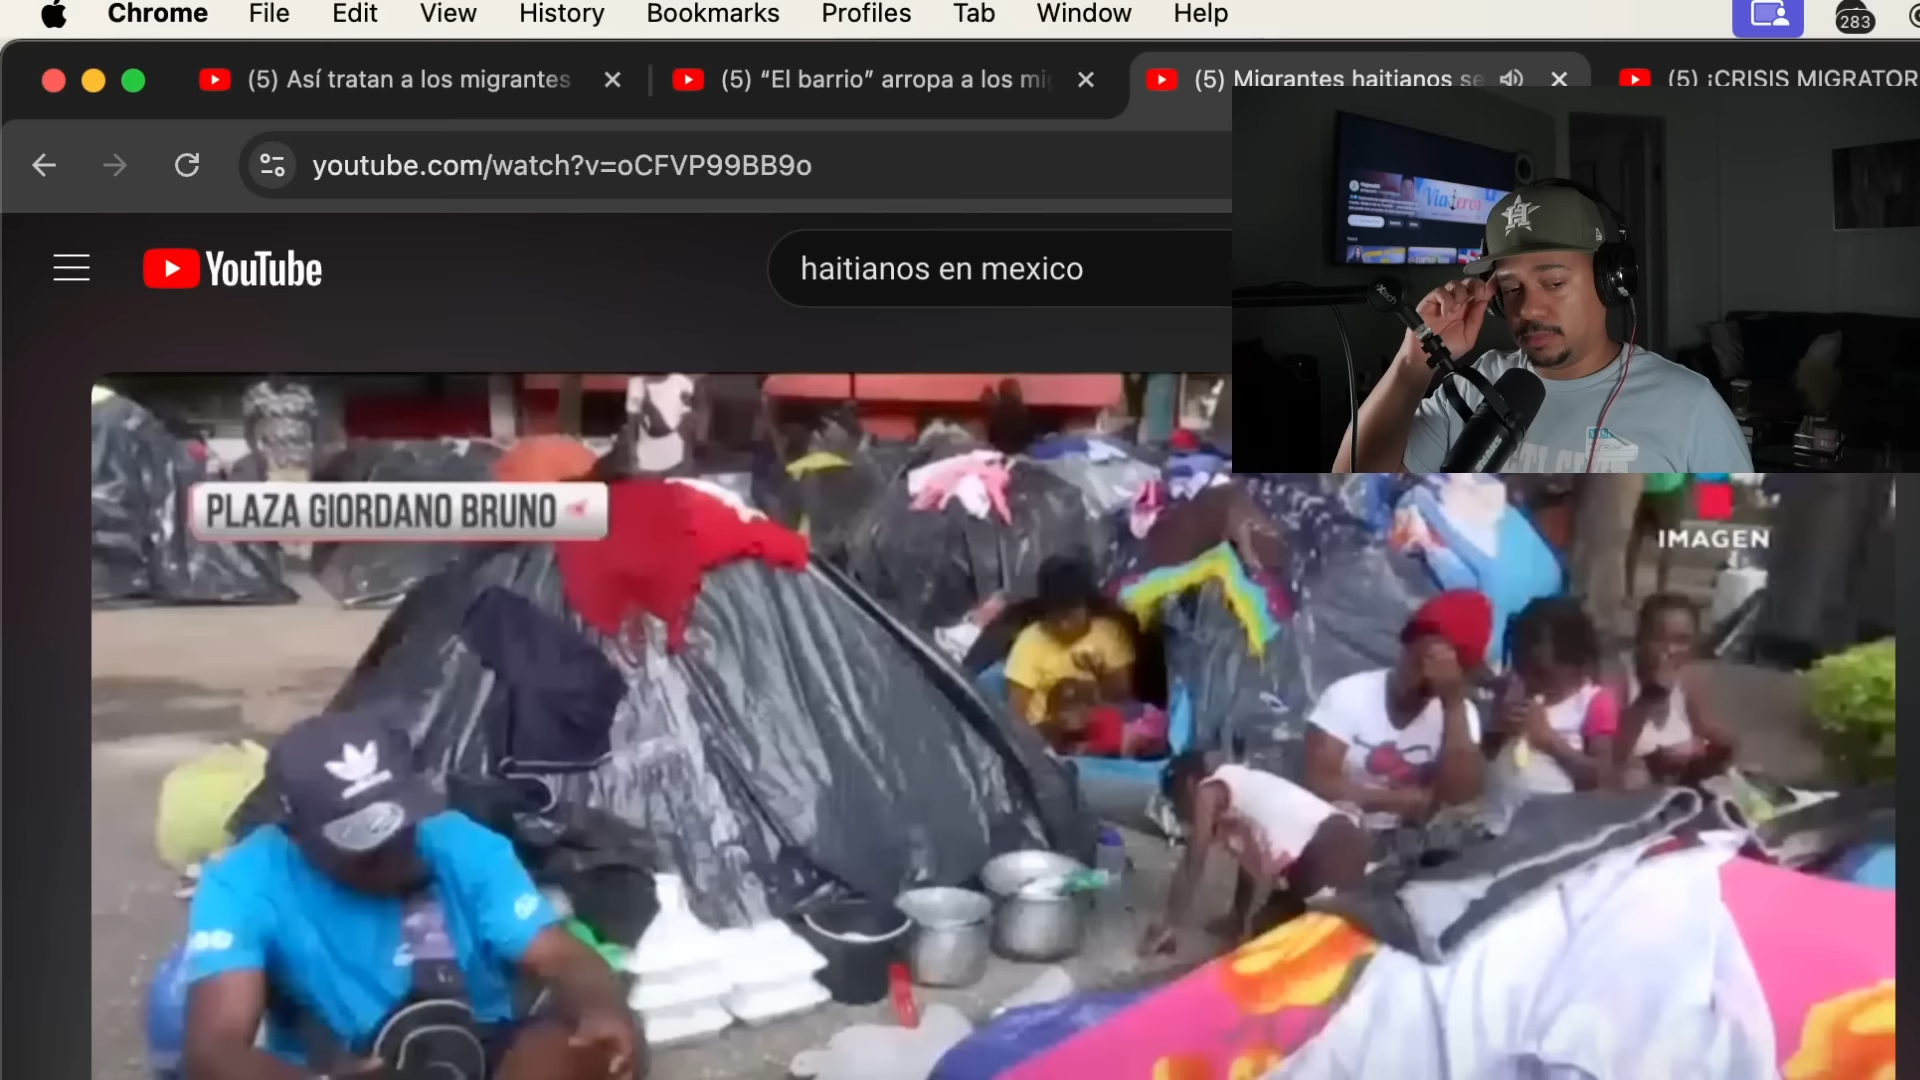 Chrome File Edit View History Bookmarks Profiles Tab Window Help
283
(5) Así tratan a los migrantes
(5) “El barrio” arropa a los mi
(5) Migrantes haitianos se
(5) ¡CRISIS MIGRATOR
youtube.com/watch?v=oCFVP99BB9o
YouTube
haitianos en mexico
Viajeros
PLAZA GIORDANO BRUNO
IMAGEN